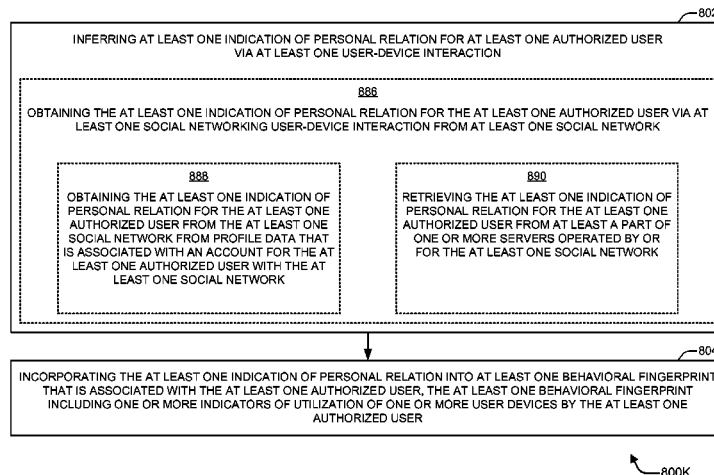 802
INFERRING AT LEAST ONE INDICATION OF PERSONAL RELATION FOR AT LEAST ONE AUTHORIZED USER
VIA AT LEAST ONE USER-DEVICE INTERACTION
886
OBTAINING THE AT LEAST ONE INDICATION OF PERSONAL RELATION FOR THE AT LEAST ONE AUTHORIZED USER VIA AT
LEAST ONE SOCIAL NETWORKING USER-DEVICE INTERACTION FROM AT LEAST ONE SOCIAL NETWORK
888
OBTAINING THE AT LEAST ONE INDICATION OF
PERSONAL RELATION FOR THE AT LEAST ONE
AUTHORIZED USER FROM THE AT LEAST ONE
SOCIAL NETWORK FROM PROFILE DATA THAT
IS ASSOCIATED WITH AN ACCOUNT FOR THE AT
LEAST ONE AUTHORIZED USER WITH THE AT
LEAST ONE SOCIAL NETWORK
890
RETRIEVING THE AT LEAST ONE INDICATION OF
PERSONAL RELATION FOR THE AT LEAST ONE
AUTHORIZED USER FROM AT LEAST A PART OF
ONE OR MORE SERVERS OPERATED BY OR
FOR THE AT LEAST ONE SOCIAL NETWORK
804
INCORPORATING THE AT LEAST ONE INDICATION OF PERSONAL RELATION INTO AT LEAST ONE BEHAVIORAL FINGERPRINT
THAT IS ASSOCIATED WITH THE AT LEAST ONE AUTHORIZED USER, THE AT LEAST ONE BEHAVIORAL FINGERPRINT
INCLUDING ONE OR MORE INDICATORS OF UTILIZATION OF ONE OR MORE USER DEVICES BY THE AT LEAST ONE
AUTHORIZED USER
800K